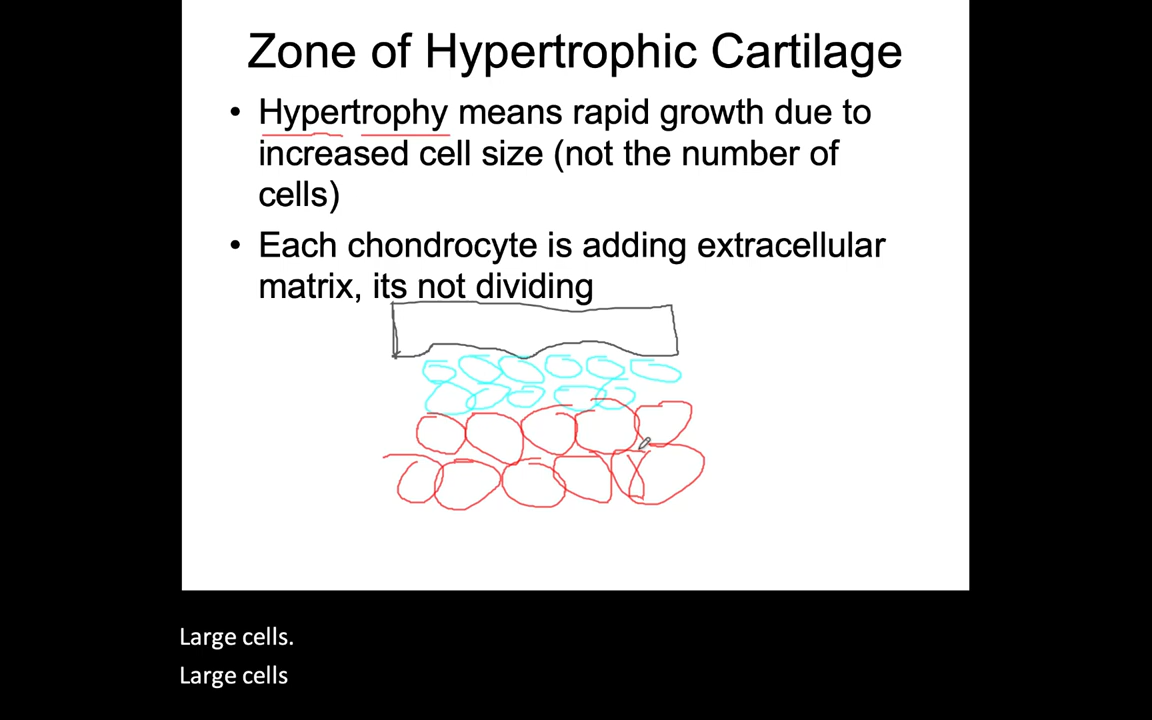 Zone of Hypertrophic Cartilage
• Hypertrophy means rapid growth due to
increased cell size (not the number of
cells)
• Each chondrocyte is adding extracellular
matrix, its not dividing
Large cells.
Large cells